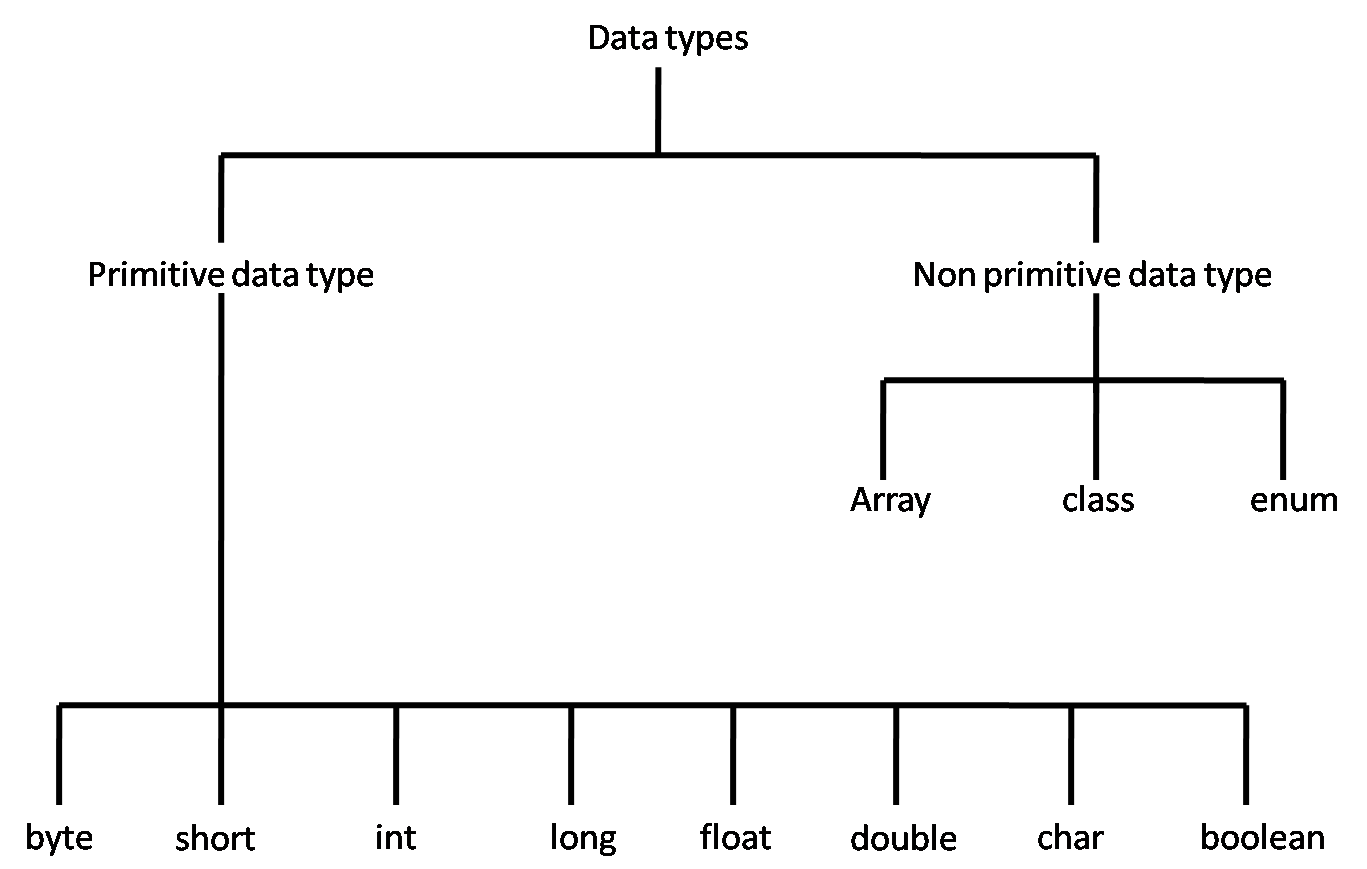 Data types
Primitive data type
Non primitive data type
Array
class
enum
byte
short
int
long
float
double
char
boolean